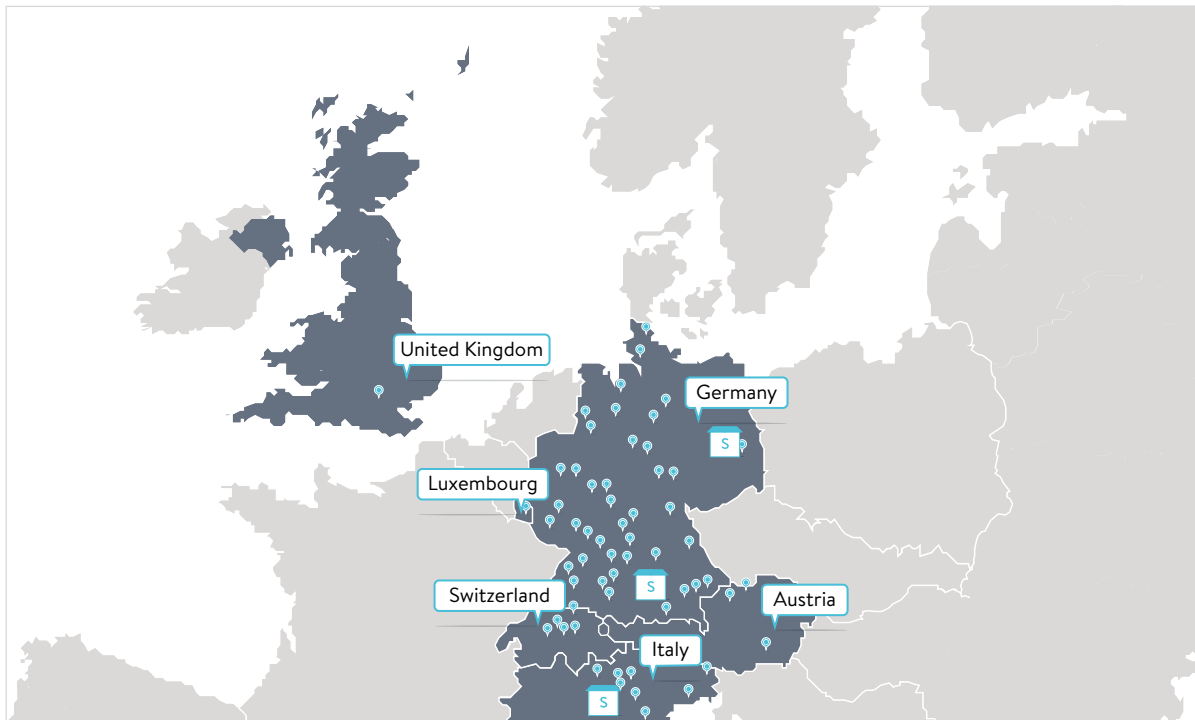 United Kingdom
Germany
S
Luxembourg
S
Switzerland
Austria
Italy
S